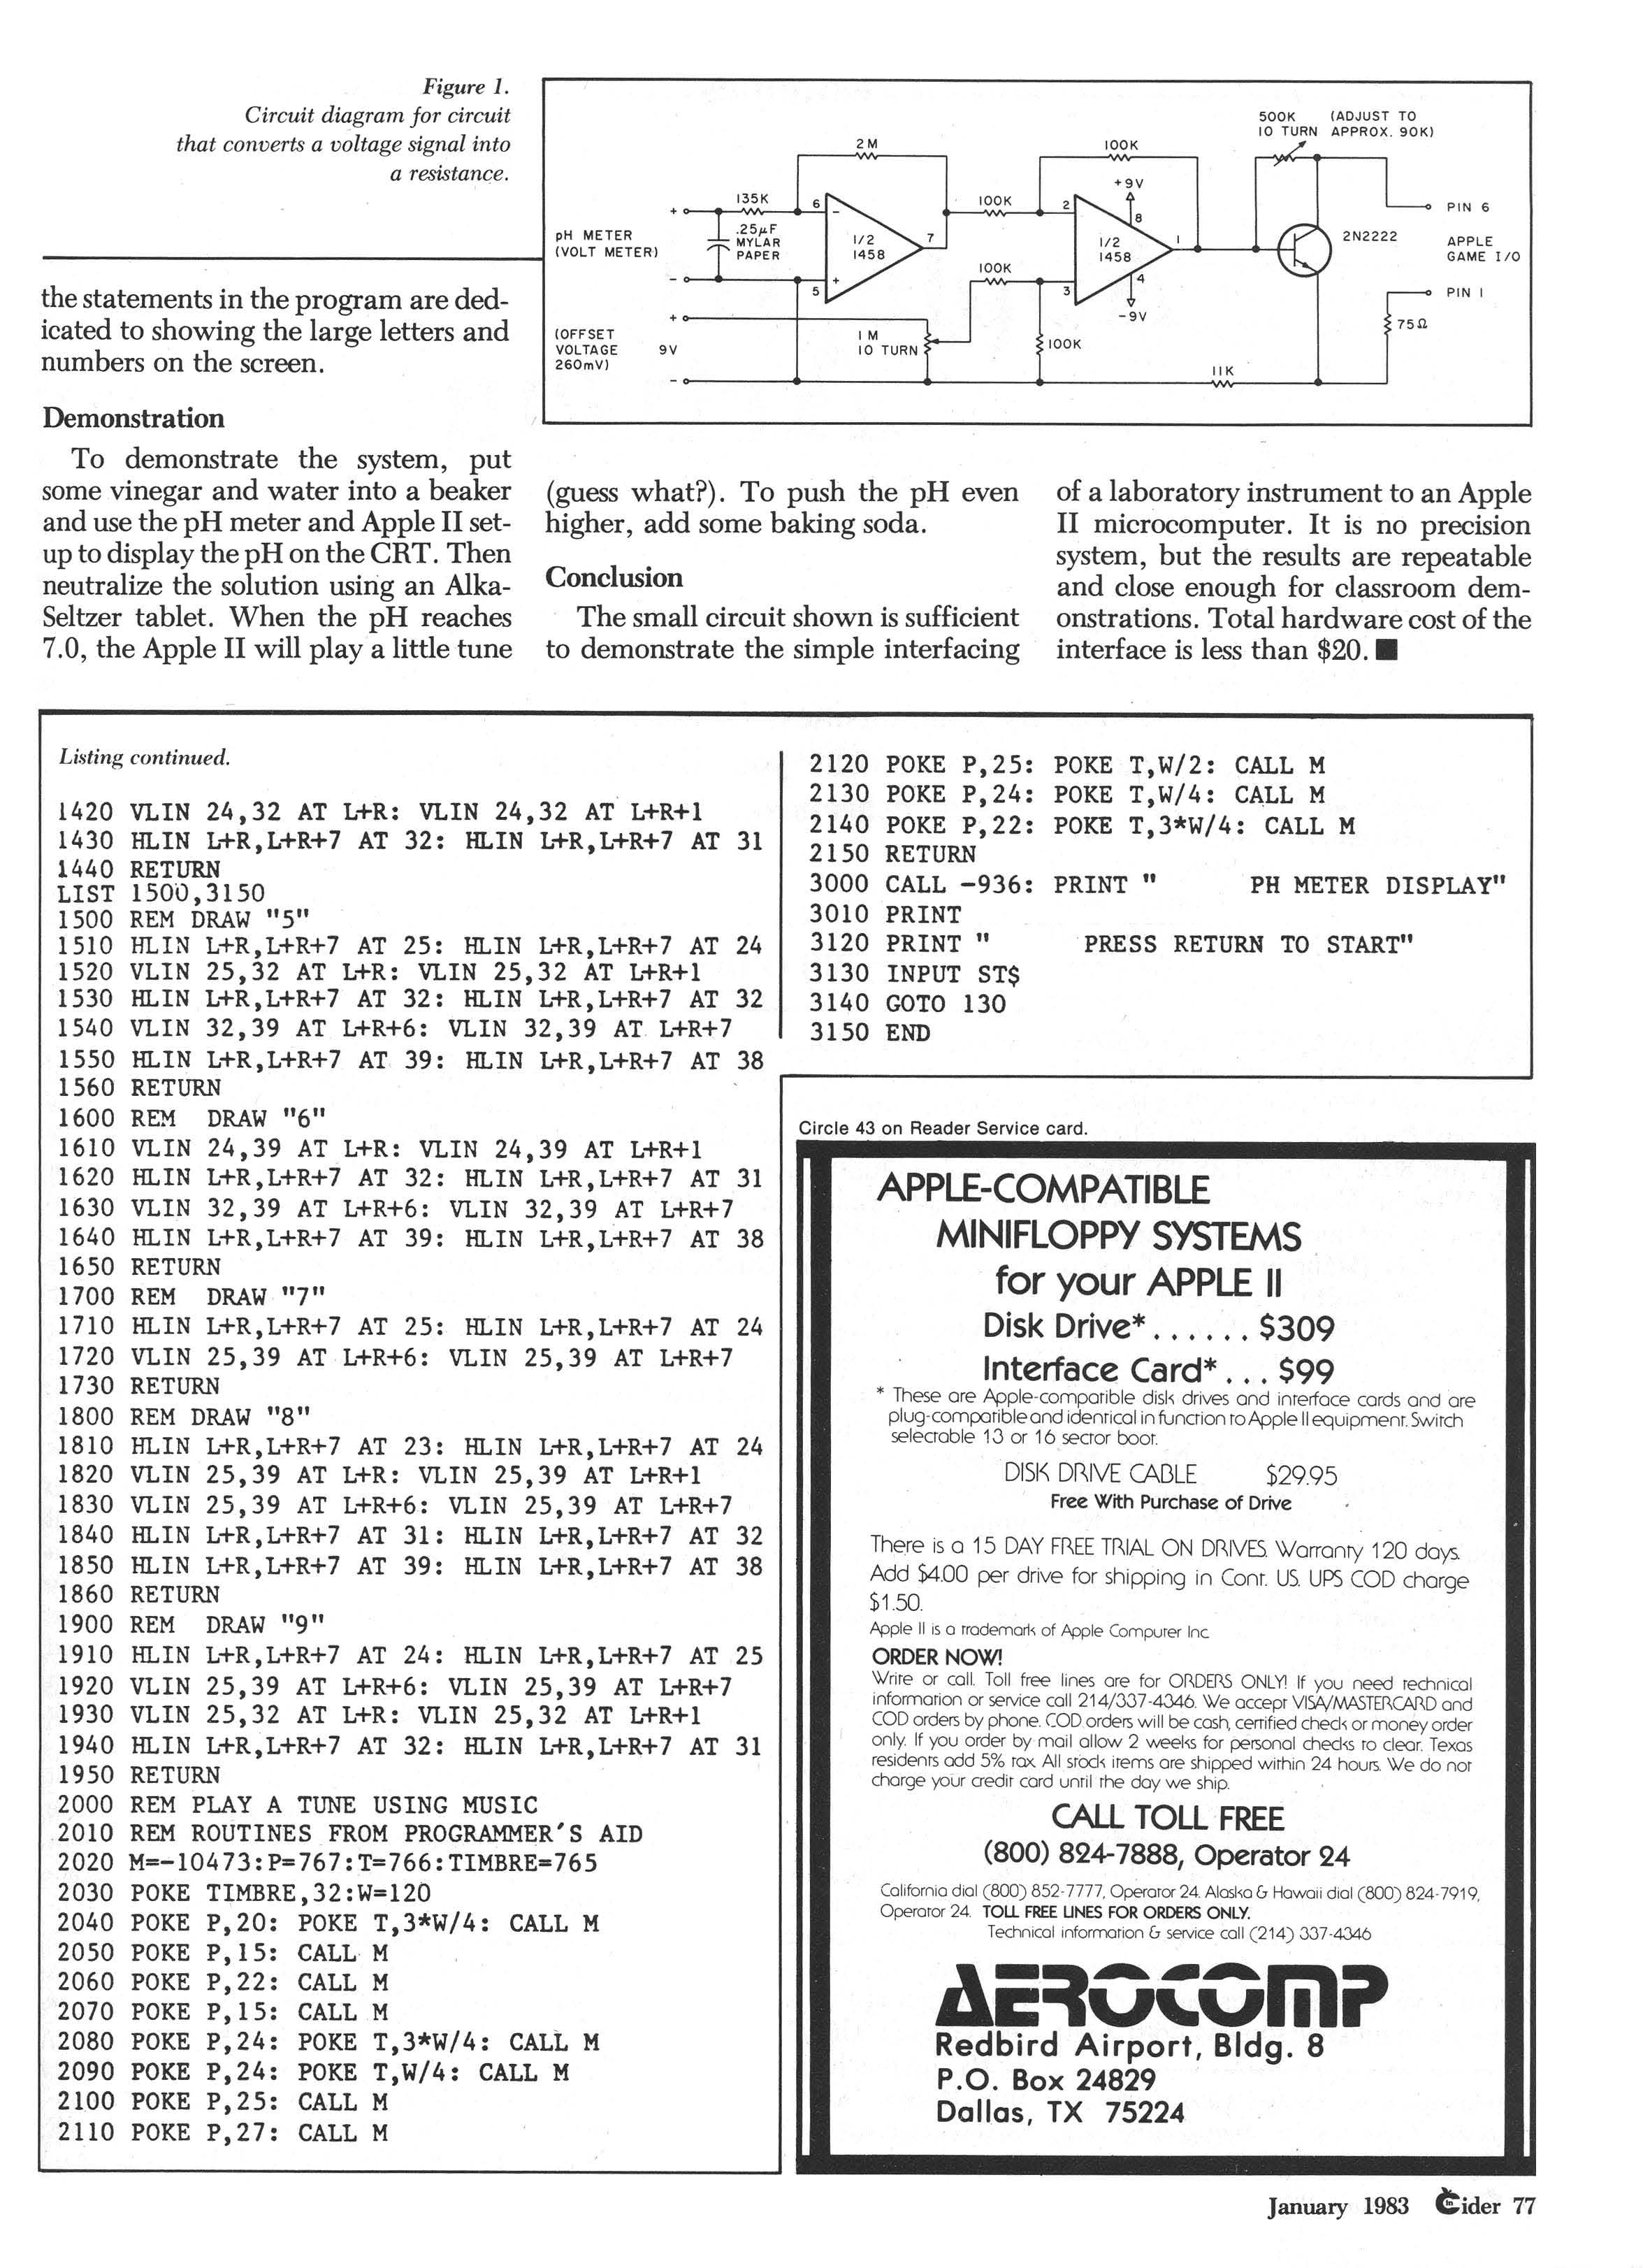 Figure 1.
Circuit diagram for circuit
that converts a voltage signal into
a resistance.
500K (ADJUST TO
10 TURN APPROX. 90K)
2M
100K
+9V
135K
100K
+
6
-
2
8
PIN 6
pH METER
(VOLT METER)
.25µF
MYLAR
PAPER
1/2
1458
7
1/2
1458
1
2N2222
APPLE
GAME I/O
100K
-
5
+
3
4
-9V
PIN 1
75Ω
+
(OFFSET
VOLTAGE
260mV)
9V
1M
10 TURN
100K
-
11K
the statements in the program are ded-
icated to showing the large letters and
numbers on the screen.
Demonstration
To demonstrate the system, put
some vinegar and water into a beaker
and use the pH meter and Apple II set-
up to display the pH on the CRT. Then
neutralize the solution using an Alka-
Seltzer tablet. When the pH reaches
7.0, the Apple II will play a little tune
(guess what?). To push the pH even
higher, add some baking soda.
Conclusion
The small circuit shown is sufficient
to demonstrate the simple interfacing
of a laboratory instrument to an Apple
II microcomputer. It is no precision
system, but the results are repeatable
and close enough for classroom dem-
onstrations. Total hardware cost of the
interface is less than $20. ■
Listing continued.
1420 VLIN 24,32 AT L+R: VLIN 24,32 AT L+R+1
1430 HLIN L+R,L+R+7 AT 32: HLIN L+R,L+R+7 AT 31
1440 RETURN
LIST 1500,3150
1500 REM DRAW "5"
1510 HLIN L+R,L+R+7 AT 25: HLIN L+R,L+R+7 AT 24
1520 VLIN 25,32 AT L+R: VLIN 25,32 AT L+R+1
1530 HLIN L+R,L+R+7 AT 32: HLIN L+R,L+R+7 AT 32
1540 VLIN 32,39 AT L+R+6: VLIN 32,39 AT L+R+7
1550 HLIN L+R,L+R+7 AT 39: HLIN L+R,L+R+7 AT 38
1560 RETURN
1600 REM  DRAW "6"
1610 VLIN 24,39 AT L+R: VLIN 24,39 AT L+R+1
1620 HLIN L+R,L+R+7 AT 32: HLIN L+R,L+R+7 AT 31
1630 VLIN 32,39 AT L+R+6: VLIN 32,39 AT L+R+7
1640 HLIN L+R,L+R+7 AT 39: HLIN L+R,L+R+7 AT 38
1650 RETURN
1700 REM  DRAW "7"
1710 HLIN L+R,L+R+7 AT 25: HLIN L+R,L+R+7 AT 24
1720 VLIN 25,39 AT L+R+6: VLIN 25,39 AT L+R+7
1730 RETURN
1800 REM DRAW "8"
1810 HLIN L+R,L+R+7 AT 23: HLIN L+R,L+R+7 AT 24
1820 VLIN 25,39 AT L+R: VLIN 25,39 AT L+R+1
1830 VLIN 25,39 AT L+R+6: VLIN 25,39 AT L+R+7
1840 HLIN L+R,L+R+7 AT 31: HLIN L+R,L+R+7 AT 32
1850 HLIN L+R,L+R+7 AT 39: HLIN L+R,L+R+7 AT 38
1860 RETURN
1900 REM  DRAW "9"
1910 HLIN L+R,L+R+7 AT 24: HLIN L+R,L+R+7 AT 25
1920 VLIN 25,39 AT L+R+6: VLIN 25,39 AT L+R+7
1930 VLIN 25,32 AT L+R: VLIN 25,32 AT L+R+1
1940 HLIN L+R,L+R+7 AT 32: HLIN L+R,L+R+7 AT 31
1950 RETURN
2000 REM PLAY A TUNE USING MUSIC
2010 REM ROUTINES FROM PROGRAMMER'S AID
2020 M=-10473:P=767:T=766:TIMBRE=765
2030 POKE TIMBRE,32:W=120
2040 POKE P,20: POKE T,3*W/4: CALL M
2050 POKE P,15: CALL M
2060 POKE P,22: CALL M
2070 POKE P,15: CALL M
2080 POKE P,24: POKE T,3*W/4: CALL M
2090 POKE P,24: POKE T,W/4: CALL M
2100 POKE P,25: CALL M
2110 POKE P,27: CALL M
2120 POKE P,25: POKE T,W/2: CALL M
2130 POKE P,24: POKE T,W/4: CALL M
2140 POKE P,22: POKE T,3*W/4: CALL M
2150 RETURN
3000 CALL -936: PRINT "      PH METER DISPLAY"
3010 PRINT
3120 PRINT "      PRESS RETURN TO START"
3130 INPUT ST$
3140 GOTO 130
3150 END
Circle 43 on Reader Service card.
APPLE-COMPATIBLE
MINIFLOPPY SYSTEMS
for your APPLE II
Disk Drive* . . . . . . $309
Interface Card* . . . $99
* These are Apple-compatible disk drives and interface cards and are
plug-compatible and identical in function to Apple II equipment. Switch
selectable 13 or 16 sector boot.
DISK DRIVE CABLE $29.95
Free With Purchase of Drive
There is a 15 DAY FREE TRIAL ON DRIVES. Warranty 120 days.
Add $4.00 per drive for shipping in Cont. US. UPS COD charge
$1.50.
Apple II is a trademark of Apple Computer Inc
ORDER NOW!
Write or call. Toll free lines are for ORDERS ONLY! If you need technical
information or service call 214/337-4346. We accept VISA/MASTERCARD and
COD orders by phone. COD orders will be cash, certified check or money order
only. If you order by mail allow 2 weeks for personal checks to clear. Texas
residents add 5% tax. All stock items are shipped within 24 hours. We do not
charge your credit card until the day we ship.
CALL TOLL FREE
(800) 824-7888, Operator 24
California dial (800) 852-7777, Operator 24. Alaska & Hawaii dial (800) 824-7919,
Operator 24. TOLL FREE LINES FOR ORDERS ONLY.
Technical information & service call (214) 337-4346
AEROCOMP
Redbird Airport, Bldg. 8
P.O. Box 24829
Dallas, TX 75224
January 1983 inCider 77